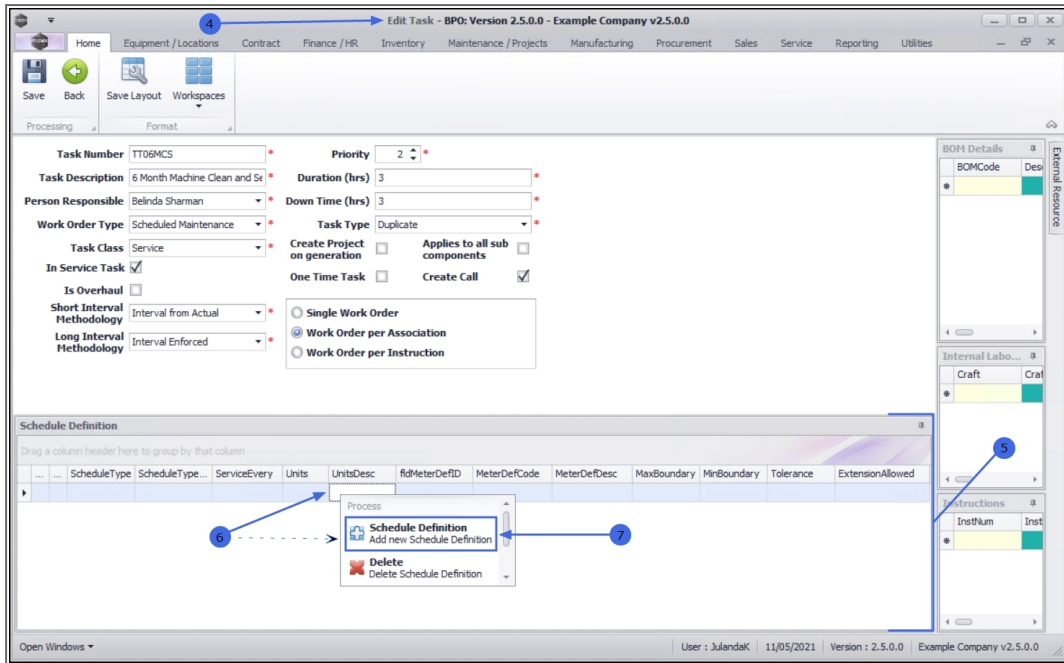 4
Edit Task - BPO: Version 2.5.0.0 - Example Company v2.5.0.0
Home Equipment / Locations Contract Finance / HR Inventory Maintenance / Projects Manufacturing Procurement Sales Service Reporting Utilities
Save Back Save Layout Workspaces
Processing Format
Task Number TT06MCS * Priority 2 *
Task Description 6 Month Machine Clean and Se * Duration (hrs) 3 *
Person Responsible Belinda Sharman * Down Time (hrs) 3 *
Work Order Type Scheduled Maintenance * Task Type Duplicate *
Task Class Service * Create Project on generation Applies to all sub components
In Service Task One Time Task Create Call
Is Overhaul
Short Interval Methodology Interval from Actual * Single Work Order
Work Order per Association
Long Interval Methodology Interval Enforced * Work Order per Instruction
BOM Details
BOMCode Des
External Resource
Internal Labo...
Craft Craf
Instructions
InstNum Inst
Schedule Definition
Drag a column header here to group by that column
... ... ScheduleType ScheduleType... ServiceEvery Units UnitsDesc fldMeterDefID MeterDefCode MeterDefDesc MaxBoundary MinBoundary Tolerance ExtensionAllowed
5
Process
Schedule Definition
Add new Schedule Definition
6
7
Delete
Delete Schedule Definition
Open Windows User : JulandaK 11/05/2021 Version : 2.5.0.0 Example Company v2.5.0.0